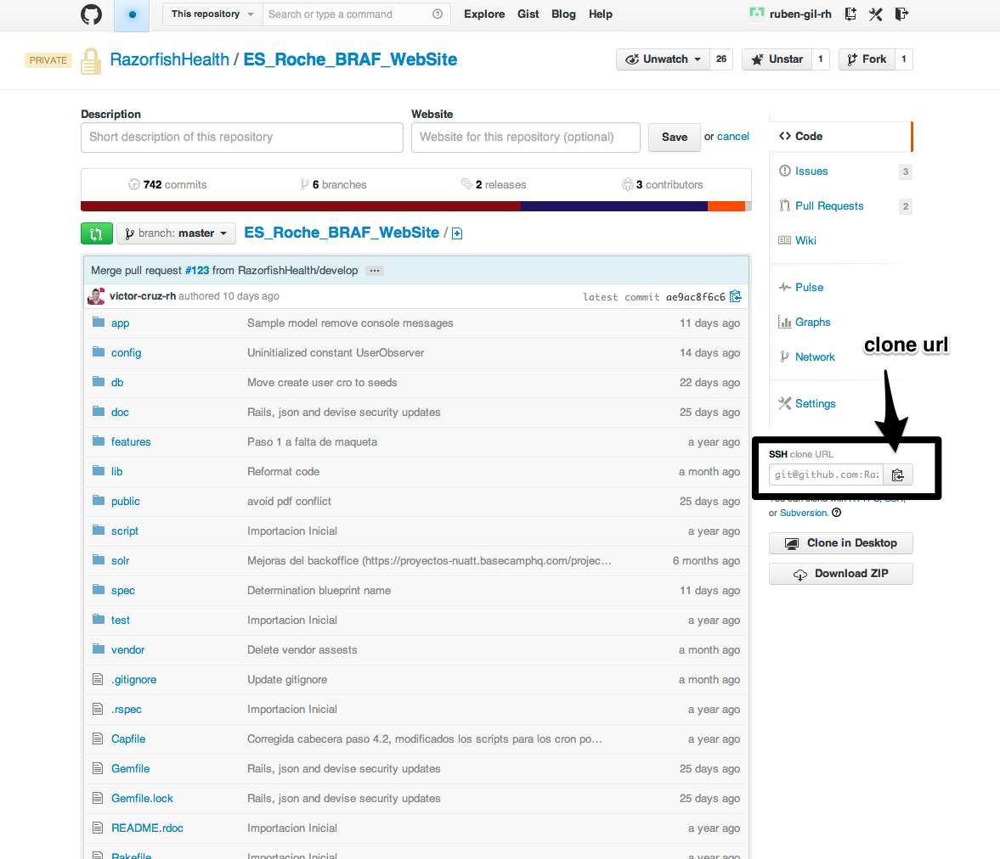 This repository Search or type a command Explore Gist Blog Help ruben-gil-rh
PRIVATE RazorfishHealth / ES_Roche_BRAF_WebSite Unwatch 26 Unstar 1 Fork 1
Description Website
Short description of this repository Website for this repository (optional) Save or cancel
742 commits 6 branches 2 releases 3 contributors
branch: master ES_Roche_BRAF_WebSite /
Merge pull request #123 from RazorfishHealth/develop ...
victor-cruz-rh authored 10 days ago latest commit ae9ac8f6c6
app Sample model remove console messages 11 days ago
config Uninitialized constant UserObserver 14 days ago
db Move create user cro to seeds 22 days ago
doc Rails, json and devise security updates 25 days ago
features Paso 1 a falta de maqueta a year ago
lib Reformat code a month ago
public avoid pdf conflict 25 days ago
script Importacion Inicial a year ago
solr Mejoras del backoffice (https://proyectos-nuatt.basecamphq.com/projec... 6 months ago
spec Determination blueprint name 11 days ago
test Importacion Inicial a year ago
vendor Delete vendor assests a month ago
.gitignore Update gitignore a month ago
.rspec Importacion Inicial a year ago
Capfile Corregida cabecera paso 4.2, modificados los scripts para los cron po... a year ago
Gemfile Rails, json and devise security updates 25 days ago
Gemfile.lock Rails, json and devise security updates 25 days ago
README.rdoc Importacion Inicial a year ago
Rakefile Importacion Inicial a year ago
Code
Issues 3
Pull Requests 2
Wiki
Pulse
Graphs
Network
Settings
clone url
SSH clone URL
git@github.com:Raz
You can clone with HTTPS, SSH,
or Subversion.
Clone in Desktop
Download ZIP